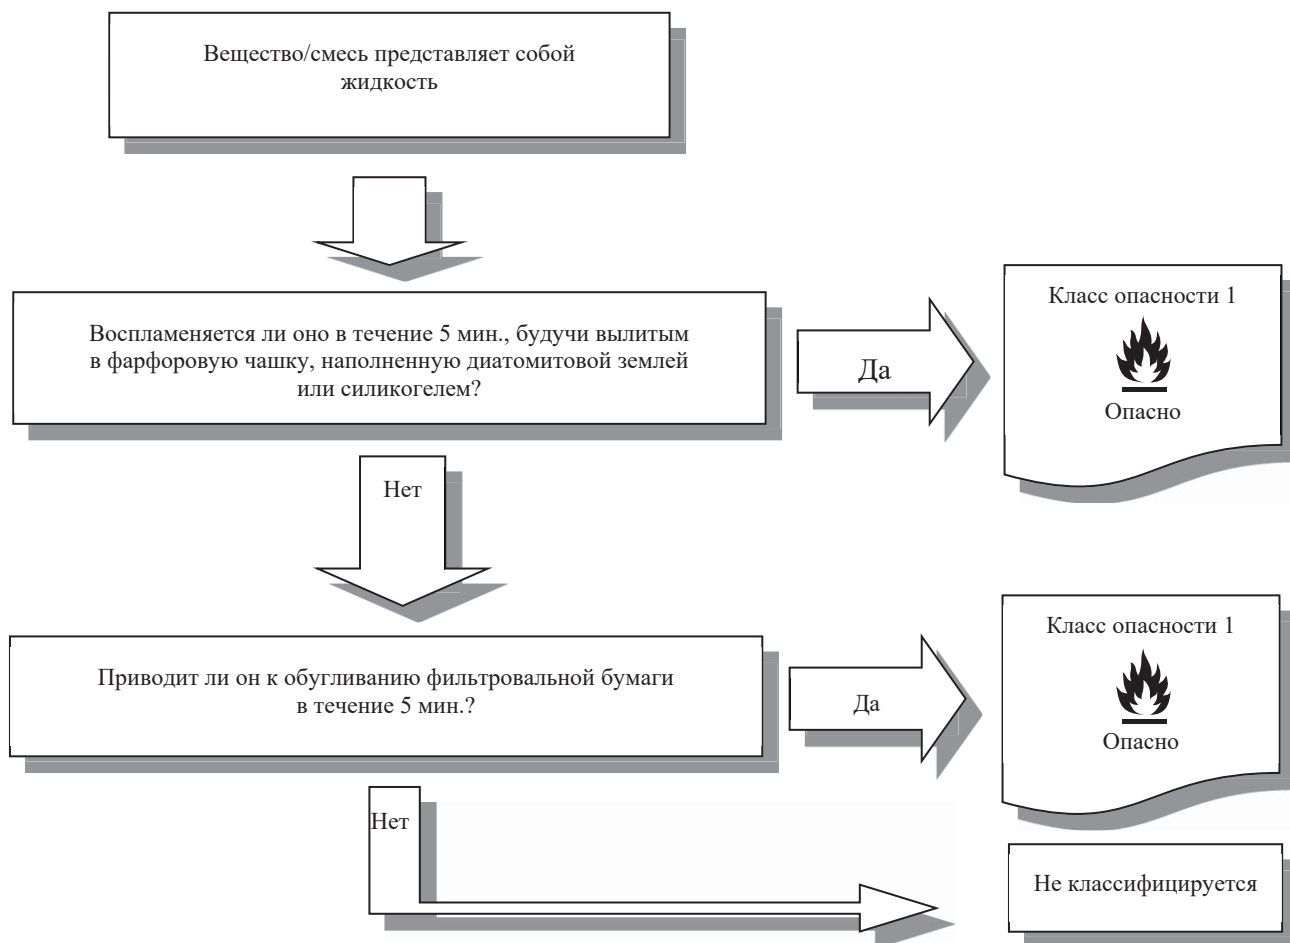 Вещество/смесь представляет собой
жидкость
Воспламеняется ли оно в течение 5 мин., будучи вылитым
в фарфоровую чашку, наполненную диатомитовой землей
или силикогелем?
Да
Класс опасности 1
Опасно
Нет
Приводит ли он к обугливанию фильтровальной бумаги
в течение 5 мин.?
Да
Класс опасности 1
Опасно
Нет
Не классифицируется